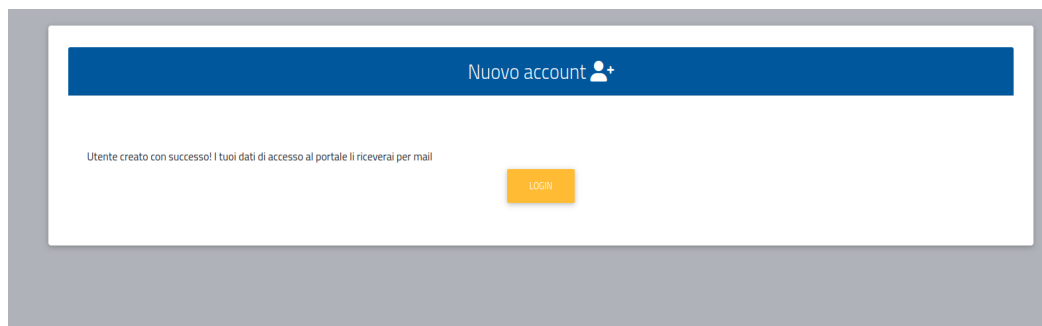 Nuovo account
Utente creato con successo! I tuoi dati di accesso al portale li riceverai per mail
LOGIN